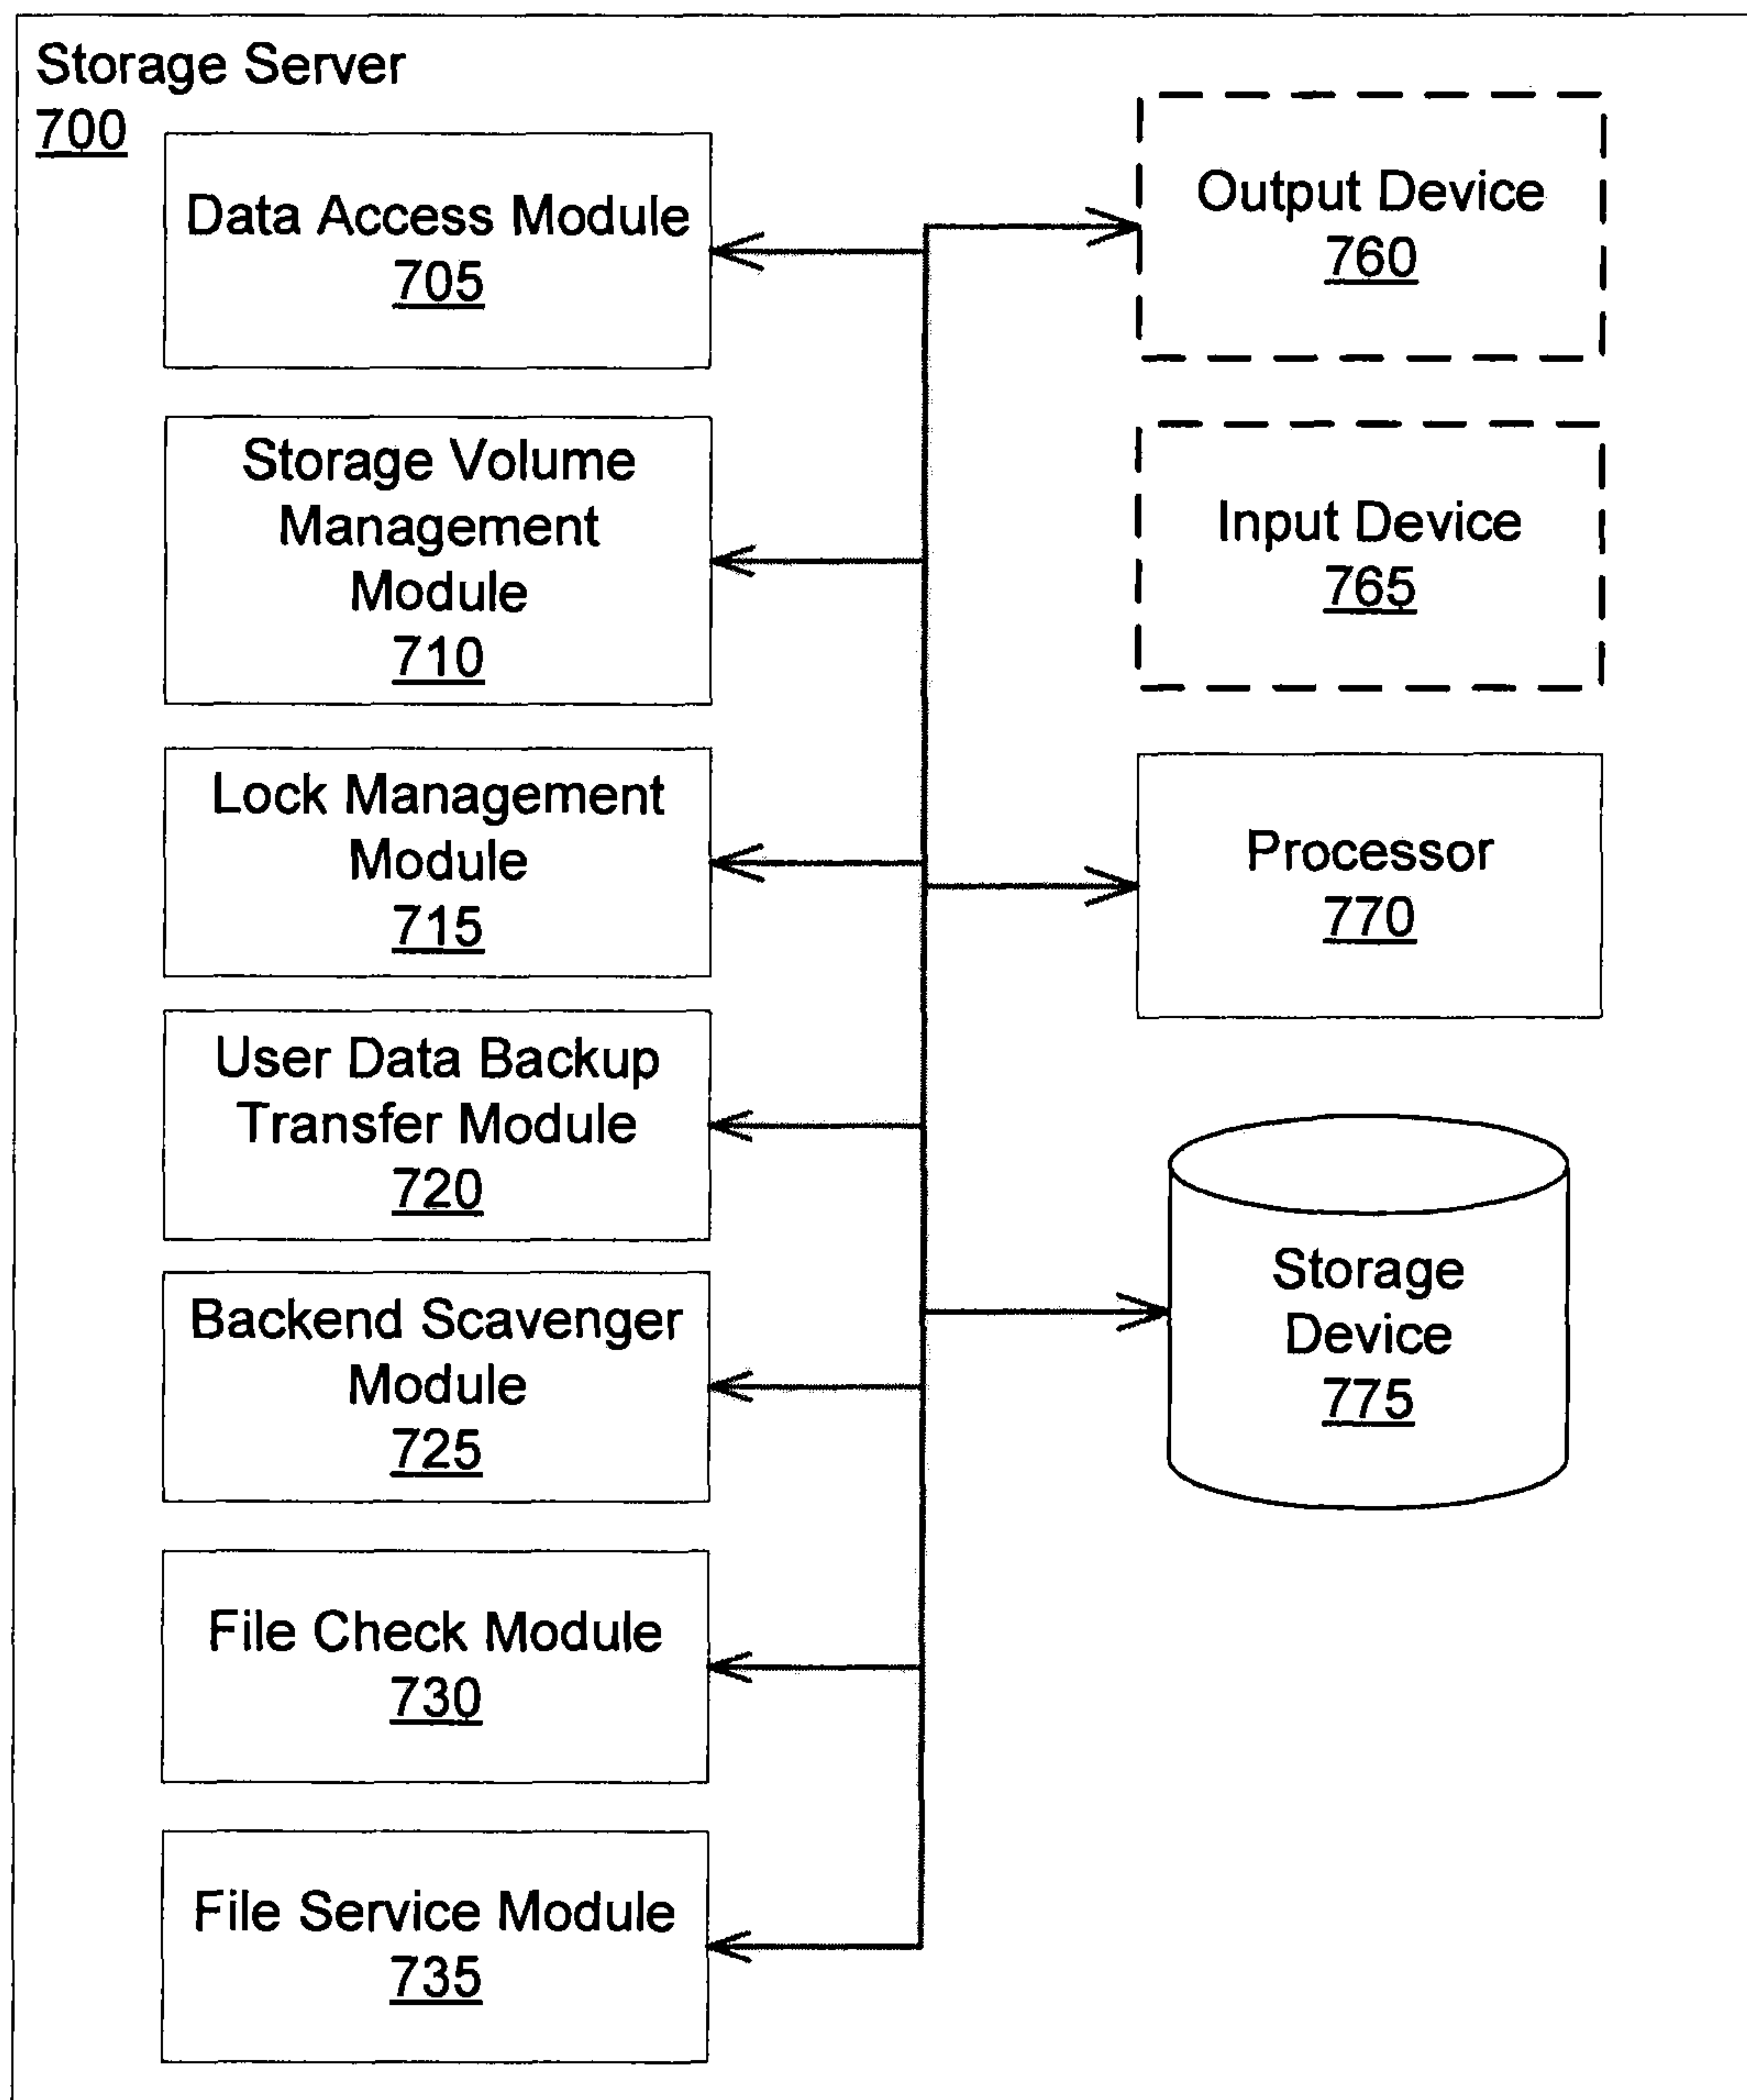 Storage Server
700
Data Access Module
705
Storage Volume
Management
Module
710
Lock Management
Module
715
User Data Backup
Transfer Module
720
Backend Scavenger
Module
725
File Check Module
730
File Service Module
735
Output Device
760
Input Device
765
Processor
770
Storage
Device
775